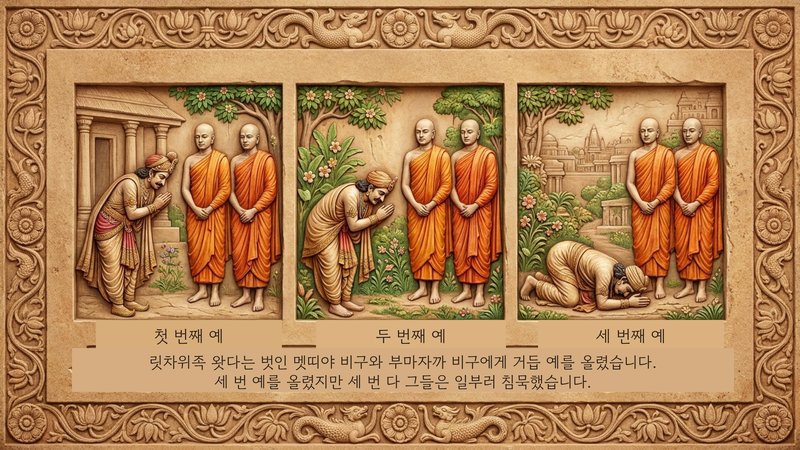 첫 번째 예
두 번째 예
세 번째 예
릿차위족 왓다는 벗인 멧띠야 비구와 부마자까 비구에게 거듭 예를 올렸습니다.
세 번 예를 올렸지만 세 번 다 그들은 일부러 침묵했습니다.